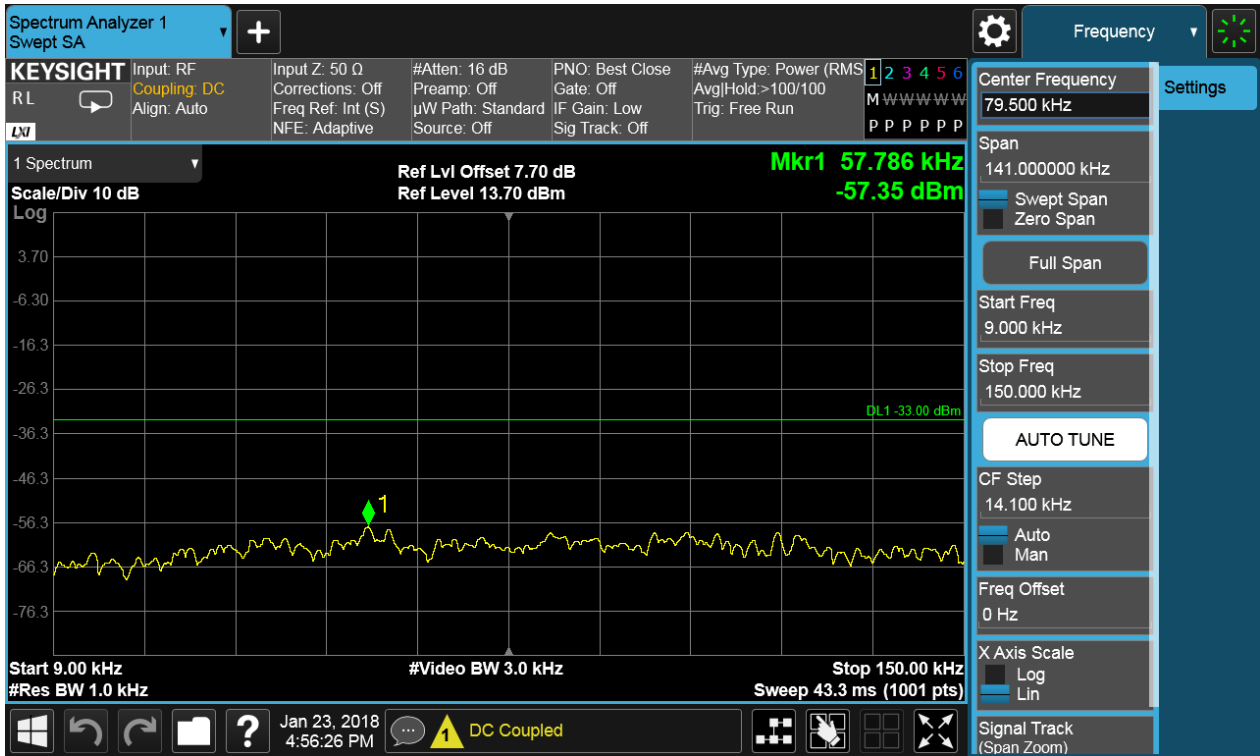 Spectrum Analyzer 1
Swept SA
+
Frequency
KEYSIGHT
R L
LXI
Input: RF
Coupling: DC
Align: Auto
Input Z: 50 Ω
Corrections: Off
Freq Ref: Int (S)
NFE: Adaptive
#Atten: 16 dB
Preamp: Off
µW Path: Standard
Source: Off
PNO: Best Close
Gate: Off
IF Gain: Low
Sig Track: Off
#Avg Type: Power (RMS
Avg|Hold:>100/100
Trig: Free Run
1 2 3 4 5 6
M W W W W W
P P P P P P
1 Spectrum
Scale/Div 10 dB
Log
Ref Lvl Offset 7.70 dB
Ref Level 13.70 dBm
Mkr1 57.786 kHz
-57.35 dBm
3.70
-6.30
-16.3
-26.3
-36.3
-46.3
-56.3
-66.3
-76.3
DL1 -33.00 dBm
1
Start 9.00 kHz
#Res BW 1.0 kHz
#Video BW 3.0 kHz
Stop 150.00 kHz
Sweep 43.3 ms (1001 pts)
Center Frequency
79.500 kHz
Span
141.000000 kHz
Swept Span
Zero Span
Full Span
Start Freq
9.000 kHz
Stop Freq
150.000 kHz
AUTO TUNE
CF Step
14.100 kHz
Auto
Man
Freq Offset
0 Hz
X Axis Scale
Log
Lin
Signal Track
(Span Zoom)
Settings
?
Jan 23, 2018
4:56:26 PM
1
DC Coupled